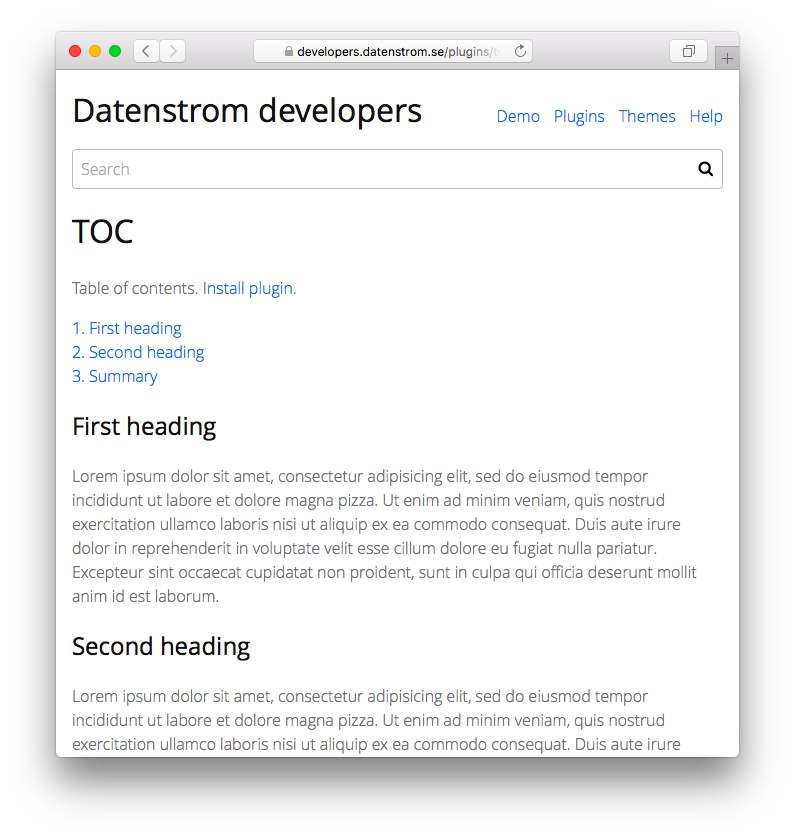 developers.datenstrom.se/plugins/
Datenstrom developers
Demo Plugins Themes Help
Search
TOC
Table of contents. Install plugin.
1. First heading
2. Second heading
3. Summary
First heading
Lorem ipsum dolor sit amet, consectetur adipisicing elit, sed do eiusmod tempor
incididunt ut labore et dolore magna pizza. Ut enim ad minim veniam, quis nostrud
exercitation ullamco laboris nisi ut aliquip ex ea commodo consequat. Duis aute irure
dolor in reprehenderit in voluptate velit esse cillum dolore eu fugiat nulla pariatur.
Excepteur sint occaecat cupidatat non proident, sunt in culpa qui officia deserunt mollit
anim id est laborum.
Second heading
Lorem ipsum dolor sit amet, consectetur adipisicing elit, sed do eiusmod tempor
incididunt ut labore et dolore magna pizza. Ut enim ad minim veniam, quis nostrud
exercitation ullamco laboris nisi ut aliquip ex ea commodo consequat. Duis aute irure